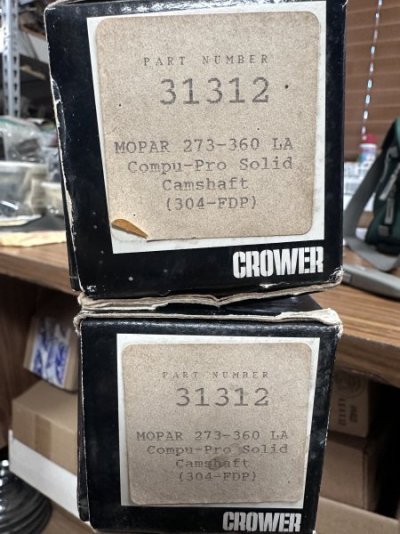 PART NUMBER
31312
MOPAR 273-360 LA
Compu-Pro Solid
Camshaft
(304-FDP)
CROWER
PART NUMBER
31312
MOPAR 273-360 LA
Compu-Pro Solid
Camshaft
(304-FDP)
CROWER